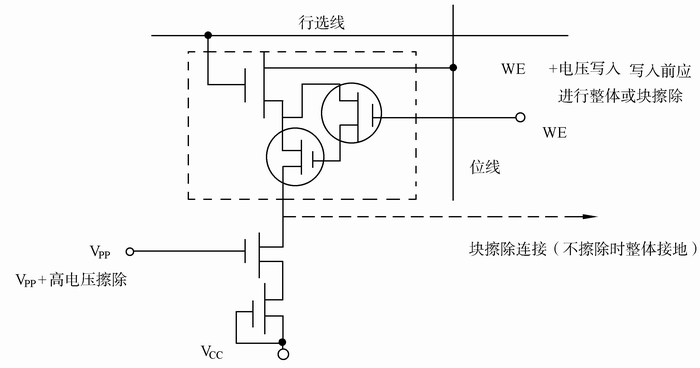 行选线
WE +电压写入 写入前应
进行整体或块擦除
WE
位线
VPP
块擦除连接（不擦除时整体接地）
VPP+高电压擦除
VCC